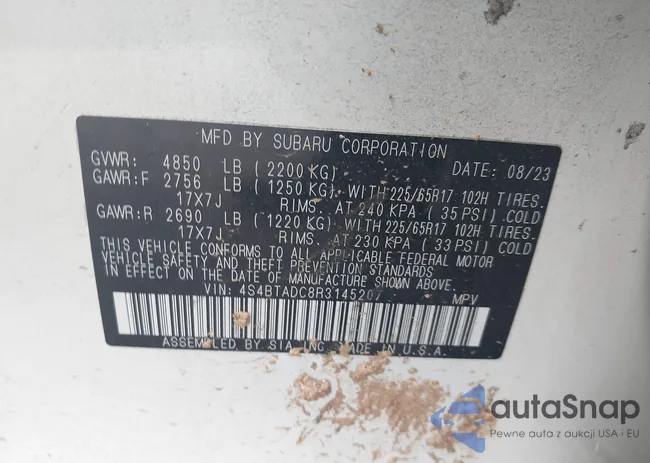 MFD BY SUBARU CORPORATION
GVWR: 4850 LB (2200 KG) DATE: 08/23
GAWR:F 2756 LB (1250 KG) WITH 225/65R17 102H TIRES.
17X7J RIMS. AT 240 KPA (35 PSI) COLD
GAWR:R 2690 LB (1220 KG) WITH 225/65R17 102H TIRES.
17X7J RIMS. AT 230 KPA (33 PSI) COLD
THIS VEHICLE CONFORMS TO ALL APPLICABLE FEDERAL MOTOR
VEHICLE SAFETY, BUMPER, AND THEFT PREVENTION STANDARDS
IN EFFECT ON THE DATE OF MANUFACTURE SHOWN ABOVE.
VIN: 4S4BTADC8R3145207 MPV
ASSEMBLED BY SIA, INC. MADE IN U.S.A.
autoSnap
Pewne auta z aukcji USA i EU